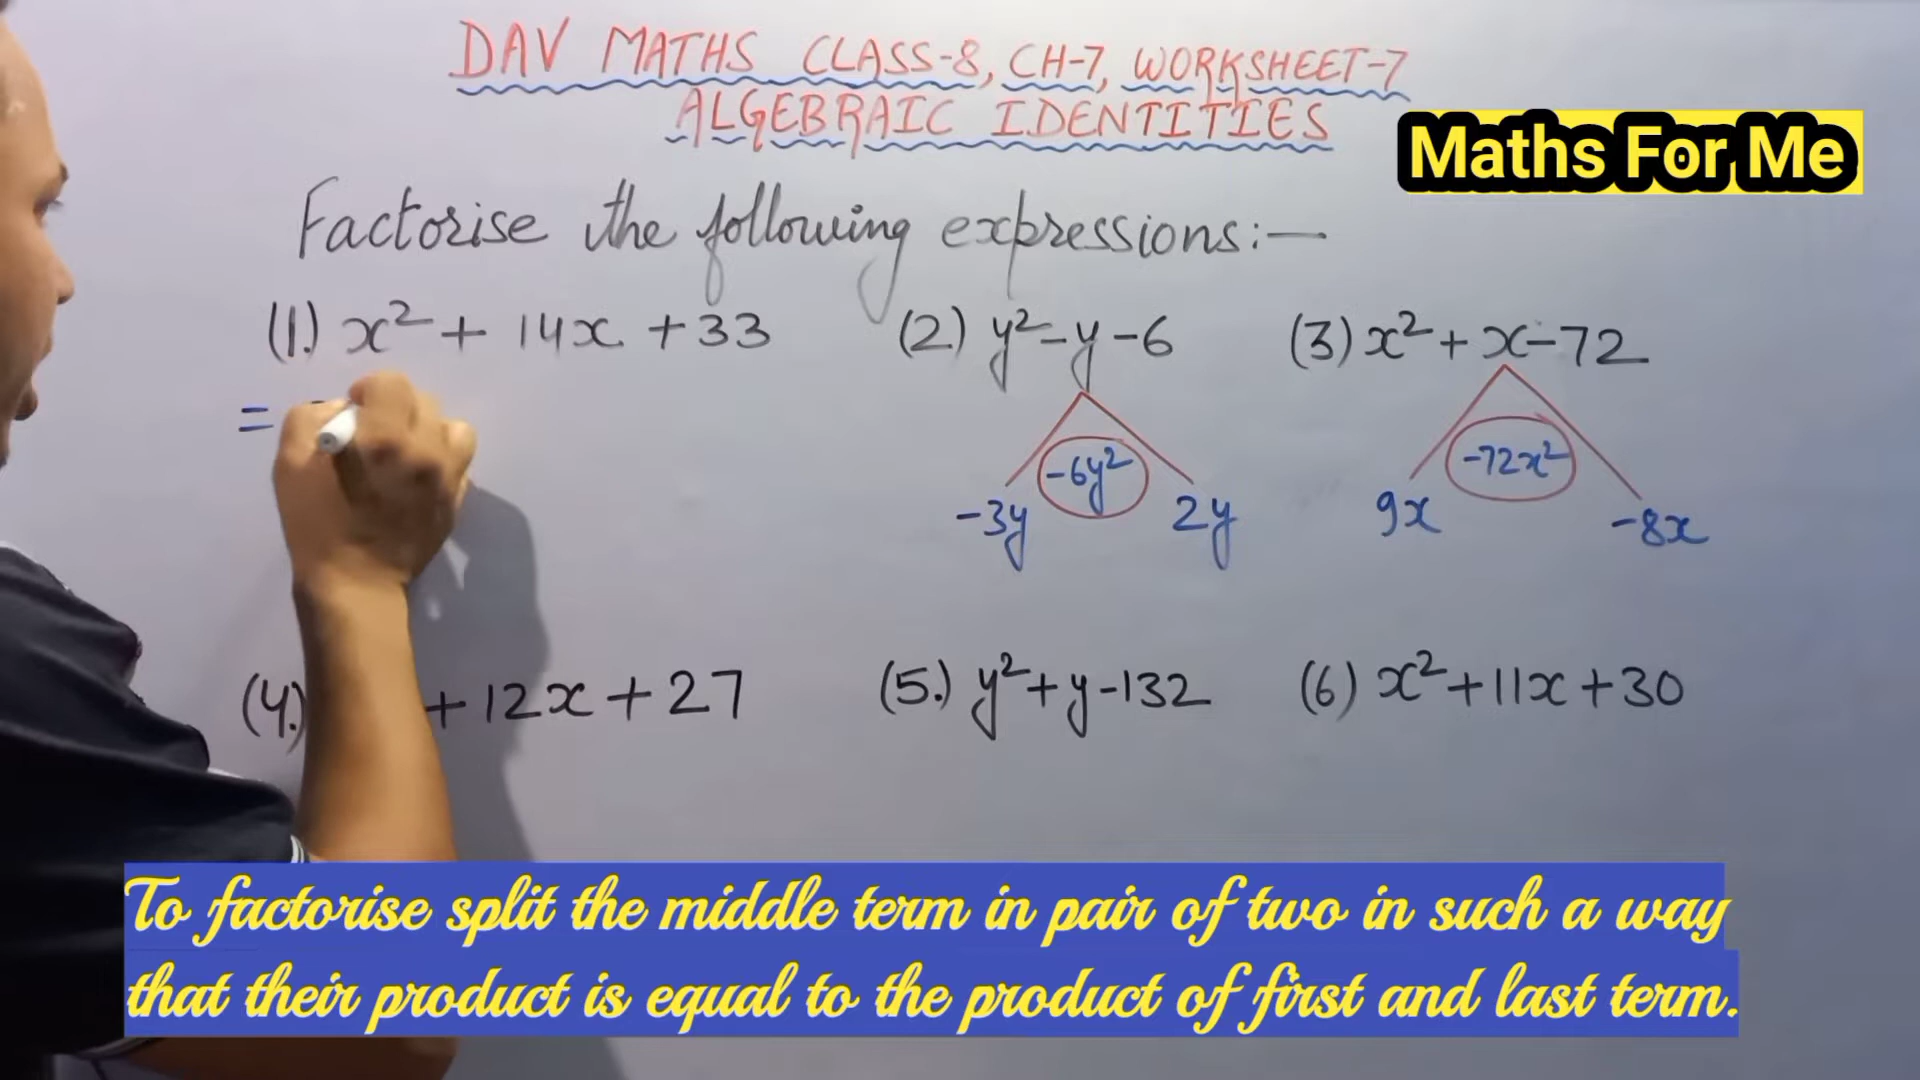 DAV MATHS CLASS-8, CH-7, WORKSHEET-7
ALGEBRAIC IDENTITIES
Maths For Me
Factorise the following expressions:—
(1.) x² + 14x + 33
(2.) y² - y - 6
(3) x² + x - 72
=
-6y²
-3y 2y
-72x²
9x -8x
(4.) + 12x + 27
(5.) y² + y - 132
(6) x² + 11x + 30
To factorise split the middle term in pair of two in such a way
that their product is equal to the product of first and last term.